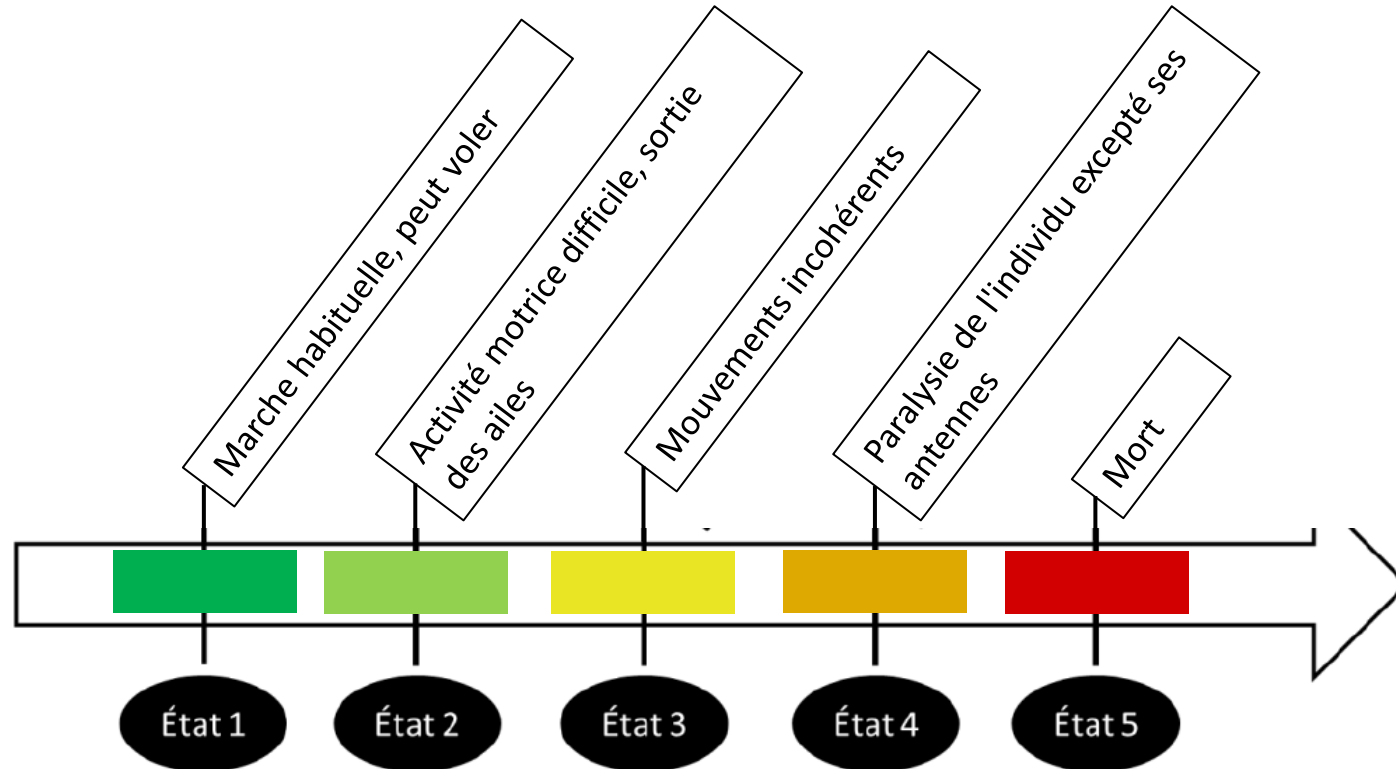 Marche habituelle, peut voler
Activité motrice difficile, sortie
des ailes
Mouvements incohérents
Paralysie de l'individu excepté ses
antennes
Mort
État 1
État 2
État 3
État 4
État 5